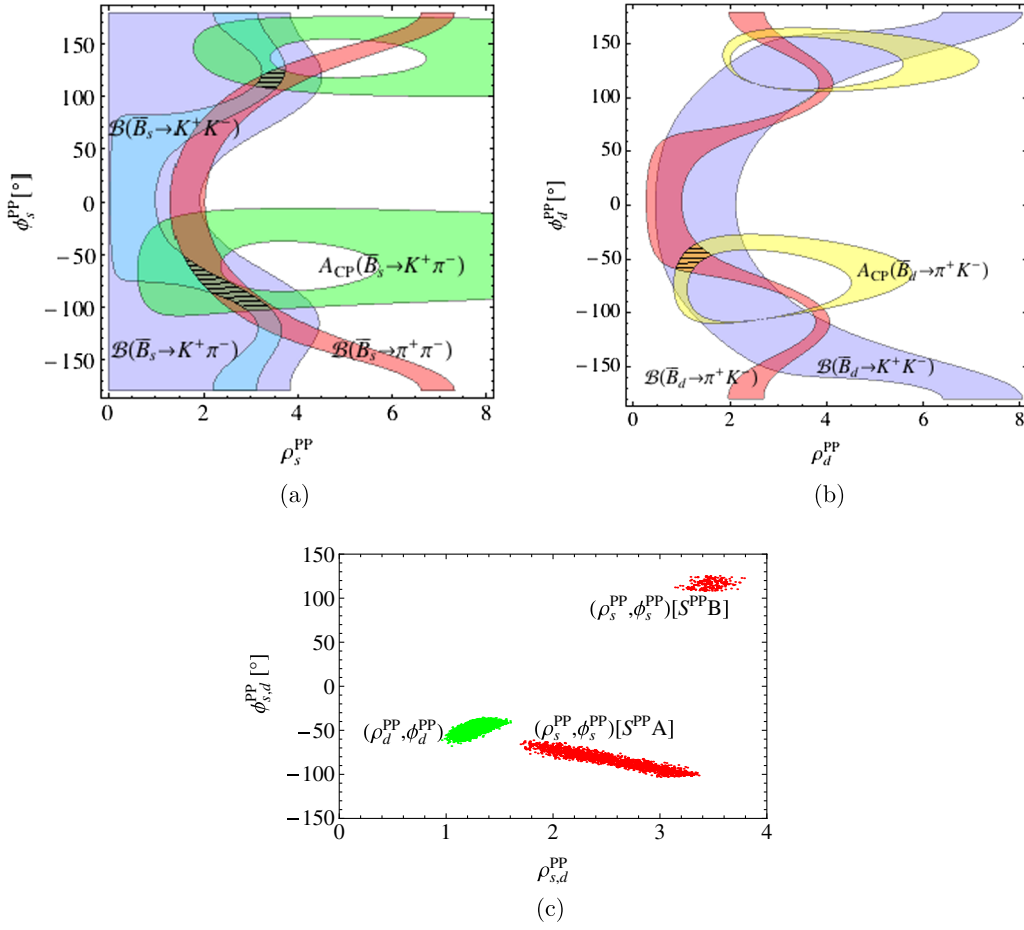 150
100
50
0
−50
−100
−150
ϕ_s^PP [°]
ℬ(B̅_s→K⁺K⁻)
A_CP(B̅_s→K⁺π⁻)
ℬ(B̅_s→K⁺π⁻)
ℬ(B̅_s→π⁺π⁻)
0 2 4 6 8
ρ_s^PP
(a)
150
100
50
0
−50
−100
−150
ϕ_d^PP [°]
A_CP(B̅_d→π⁺K⁻)
ℬ(B̅_d→π⁺K⁻)
ℬ(B̅_d→K⁺K⁻)
0 2 4 6 8
ρ_d^PP
(b)
150
100
50
0
−50
−100
−150
ϕ_s,d^PP [°]
(ρ_s^PP,ϕ_s^PP)[S^PP B]
(ρ_d^PP,ϕ_d^PP)
(ρ_s^PP,ϕ_s^PP)[S^PP A]
0 1 2 3 4
ρ_s,d^PP
(c)